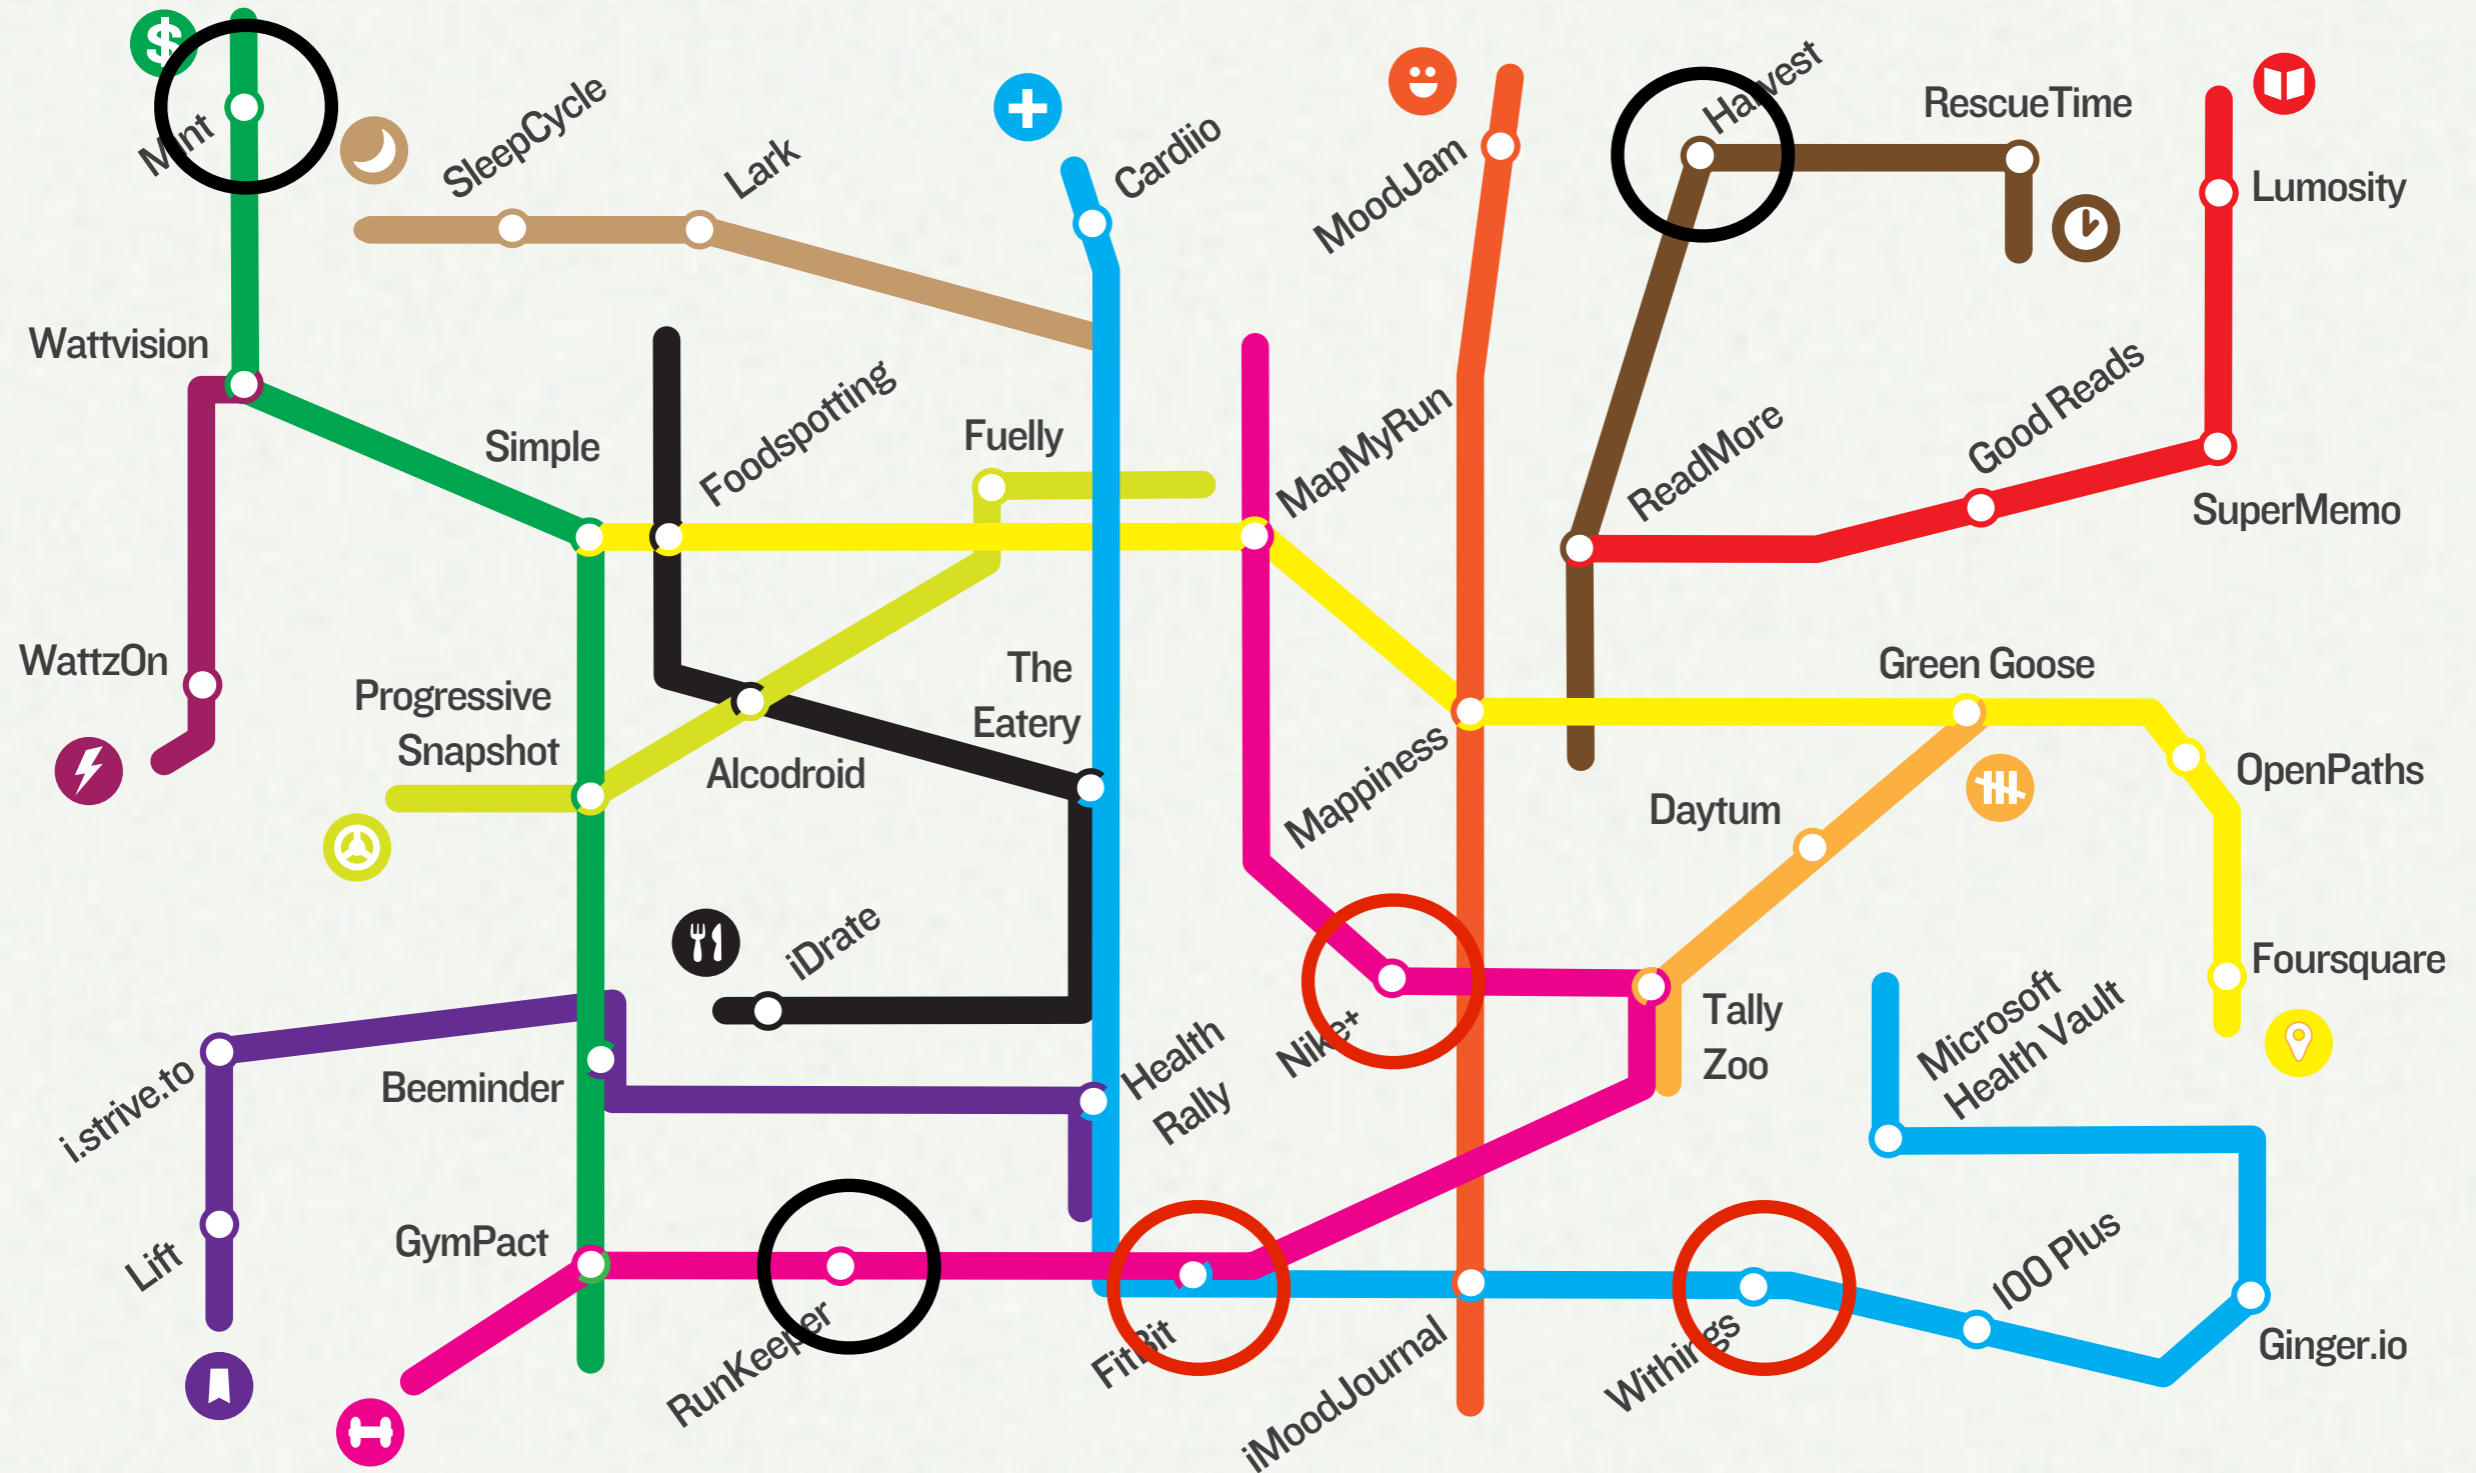 Mint
SleepCycle
Lark
Cardiio
MoodJam
Harvest
RescueTime
Lumosity
Wattvision
Simple
Foodspotting
Fuelly
MapMyRun
ReadMore
Good Reads
SuperMemo
WattzOn
Progressive
Snapshot
Alcodroid
The
Eatery
Mappiness
Green Goose
Daytum
OpenPaths
iDrate
Nike+
Tally
Zoo
Microsoft
Health Vault
Foursquare
i.strive.to
Beeminder
Health
Rally
Lift
GymPact
RunKeeper
FitBit
iMoodJournal
Withings
100 Plus
Ginger.io